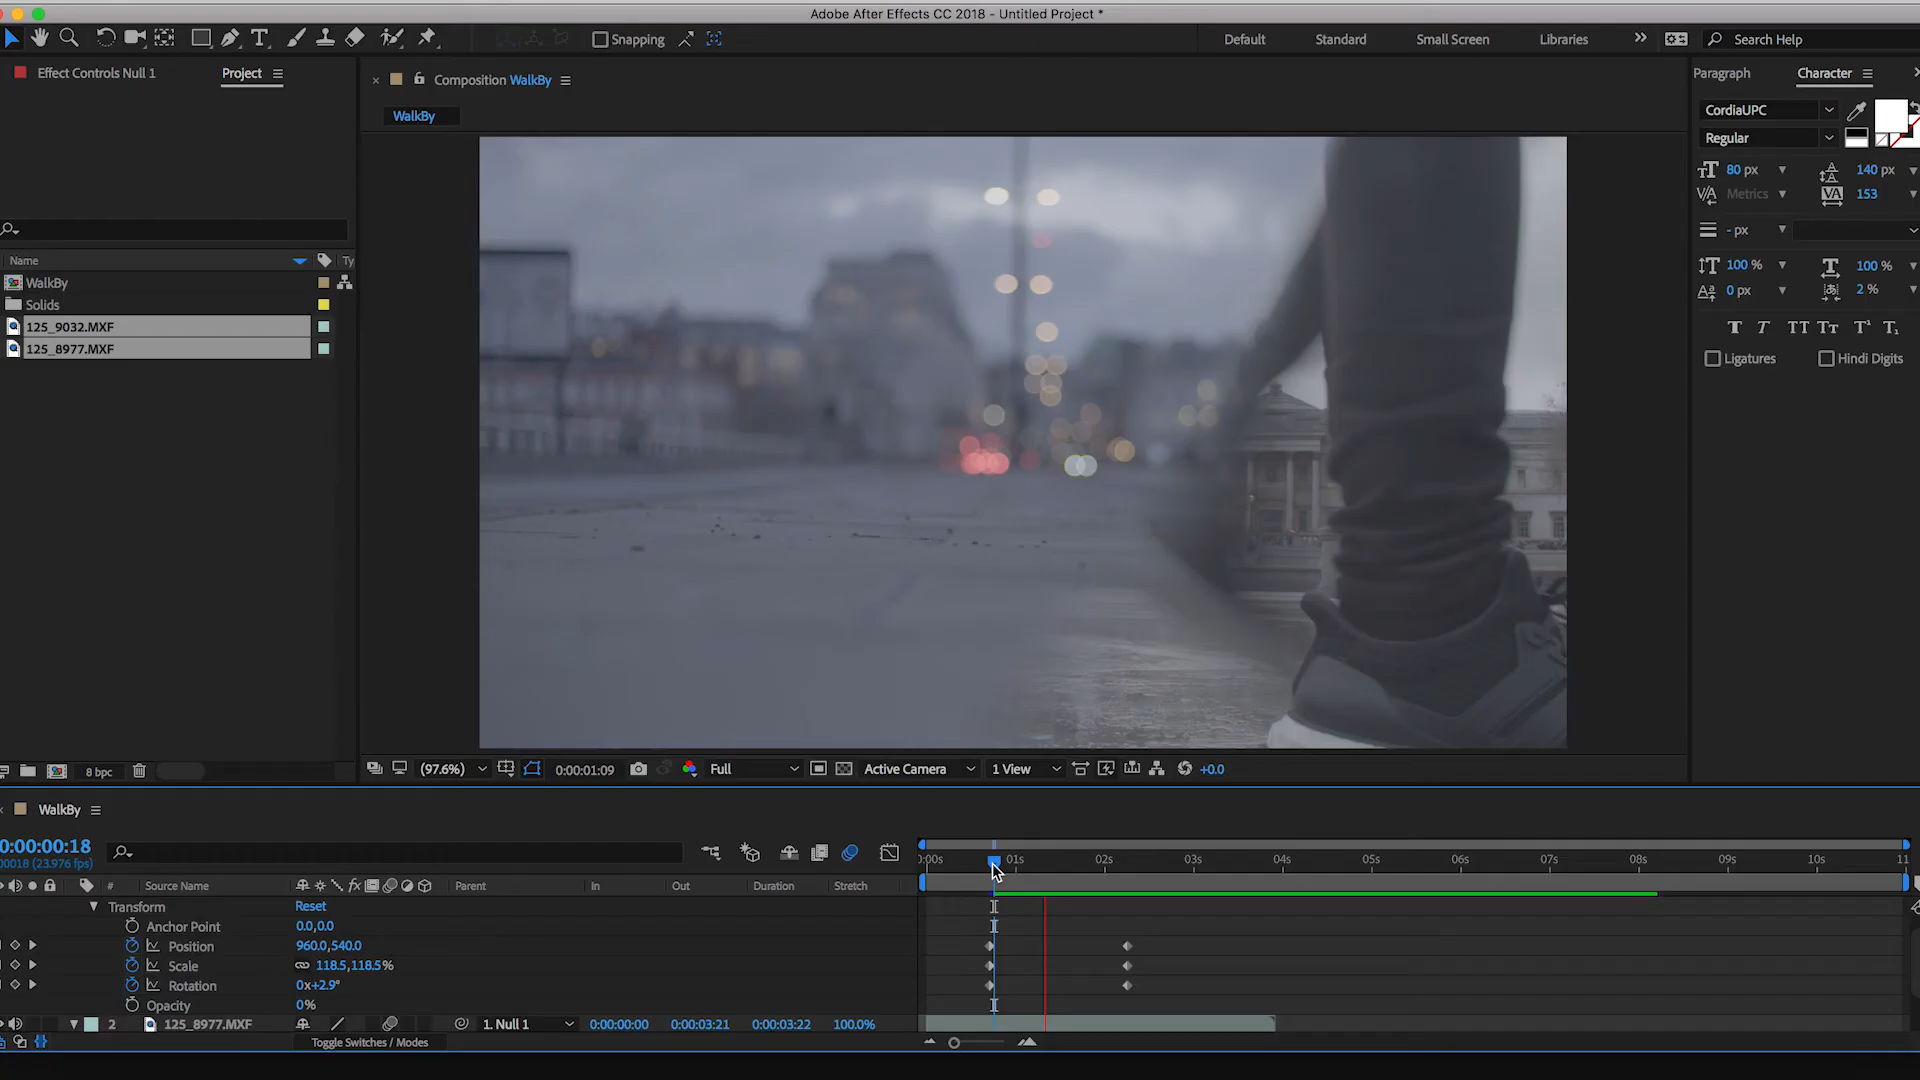 Adobe After Effects CC 2018 - Untitled Project *
Snapping
Default
Standard
Small Screen
Libraries
Search Help
Effect Controls Null 1
Project
Composition WalkBy
WalkBy
Paragraph
Character
CordiaUPC
Regular
80 px
140 px
Metrics
153
- px
100 %
100 %
0 px
2 %
Ligatures
Hindi Digits
Name
Ty
WalkBy
Solids
125_9032.MXF
125_8977.MXF
8 bpc
(97.6%)
0:00:01:09
Full
Active Camera
1 View
+0.0
WalkBy
0:00:00:18
00018 (23.976 fps)
:00s 01s 02s 03s 04s 05s 06s 07s 08s 09s 10s 11
# Source Name Parent In Out Duration Stretch
Transform Reset
Anchor Point 0.0,0.0
Position 960.0,540.0
Scale 118.5,118.5%
Rotation 0x+2.9°
Opacity 0%
2 125_8977.MXF 1. Null 1 0:00:00:00 0:00:03:21 0:00:03:22 100.0%
Toggle Switches / Modes